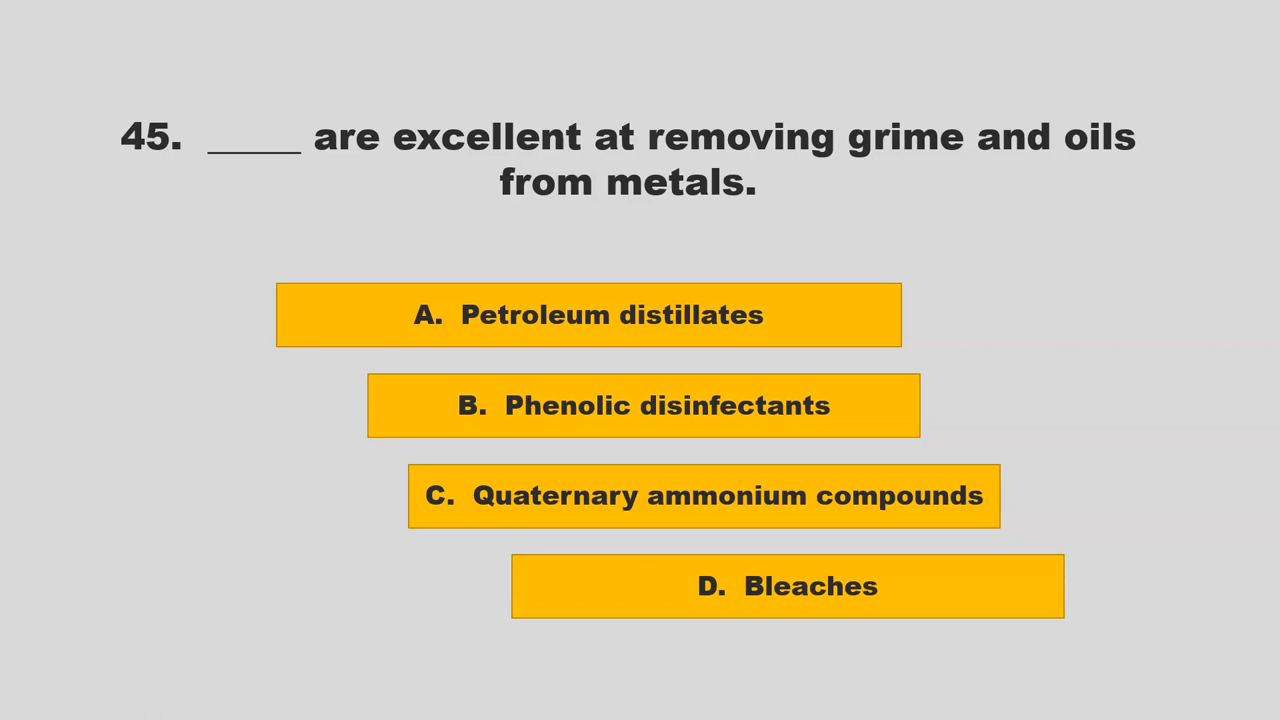 45. _____ are excellent at removing grime and oils
from metals.
A. Petroleum distillates
B. Phenolic disinfectants
C. Quaternary ammonium compounds
D. Bleaches